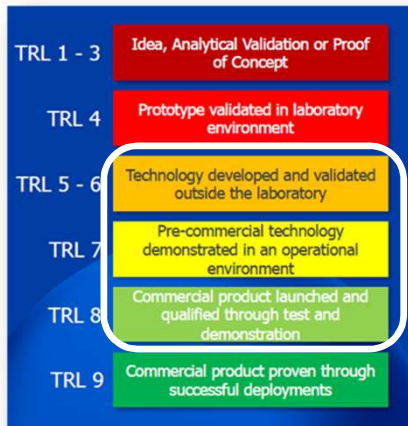 TRL 1 - 3
Idea, Analytical Validation or Proof
of Concept
TRL 4
Prototype validated in laboratory
environment
TRL 5 - 6
Technology developed and validated
outside the laboratory
TRL 7
Pre-commercial technology
demonstrated in an operational
environment
TRL 8
Commercial product launched and
qualified through test and
demonstration
TRL 9
Commercial product proven through
successful deployments